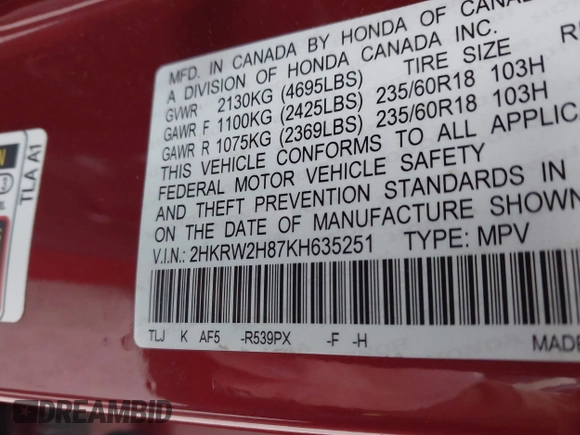 MFD. IN CANADA BY HONDA OF CANAD
A DIVISION OF HONDA CANADA INC.
TIRE SIZE
GVWR 2130KG (4695LBS)
GAWR F 1100KG (2425LBS) 235/60R18 103H
GAWR R 1075KG (2369LBS) 235/60R18 103H
THIS VEHICLE CONFORMS TO ALL APPLIC
FEDERAL MOTOR VEHICLE SAFETY
AND THEFT PREVENTION STANDARDS IN
ON THE DATE OF MANUFACTURE SHOWN
V.I.N.: 2HKRW2H87KH635251 TYPE: MPV
TLJ K AF5 -R539PX -F -H
MADE
TLA A1
DREAMBID